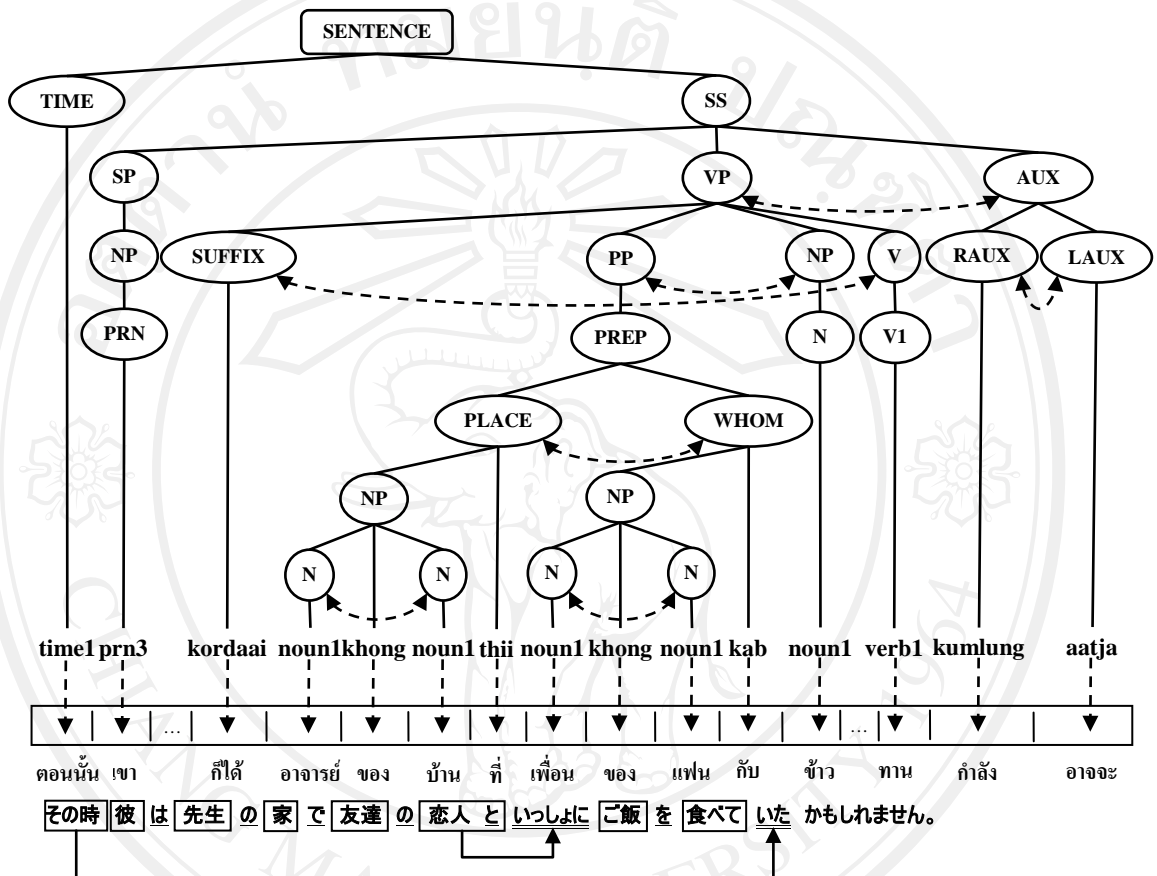 SENTENCE
TIME SS
SP VP AUX
NP SUFFIX PP NP V RAUX LAUX
PRN PREP N V1
PLACE WHOM
NP NP
N N N N
time1 prn3 kordaai noun1 khong noun1 thii noun1 khong noun1 kab noun1 verb1 kumlung aatja
... ...
ตอนนั้น เขา ก็ได้ อาจารย์ ของ บ้าน ที่ เพื่อน ของ แฟน กับ ข้าว ทาน กำลัง อาจจะ
その時 彼 は 先生 の 家 で 友達 の 恋人 と いっしょに ご飯 を 食べて いた かもしれません。